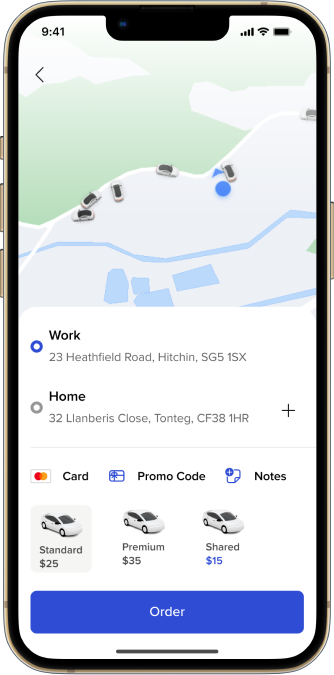 9:41
Work
23 Heathfield Road, Hitchin, SG5 1SX
Home
32 Llanberis Close, Tonteg, CF38 1HR
Card
Promo Code
Notes
Standard
$25
Premium
$35
Shared
$15
Order